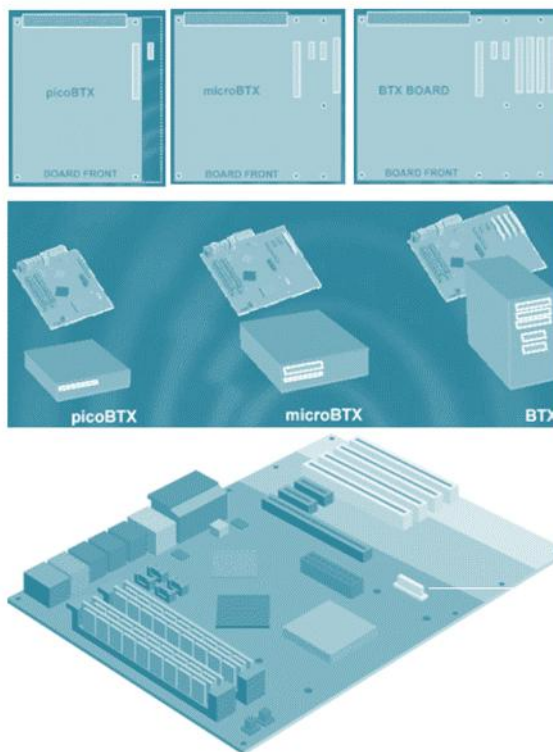 picoBTX
BOARD FRONT
microBTX
BOARD FRONT
BTX BOARD
BOARD FRONT
picoBTX
microBTX
BTX